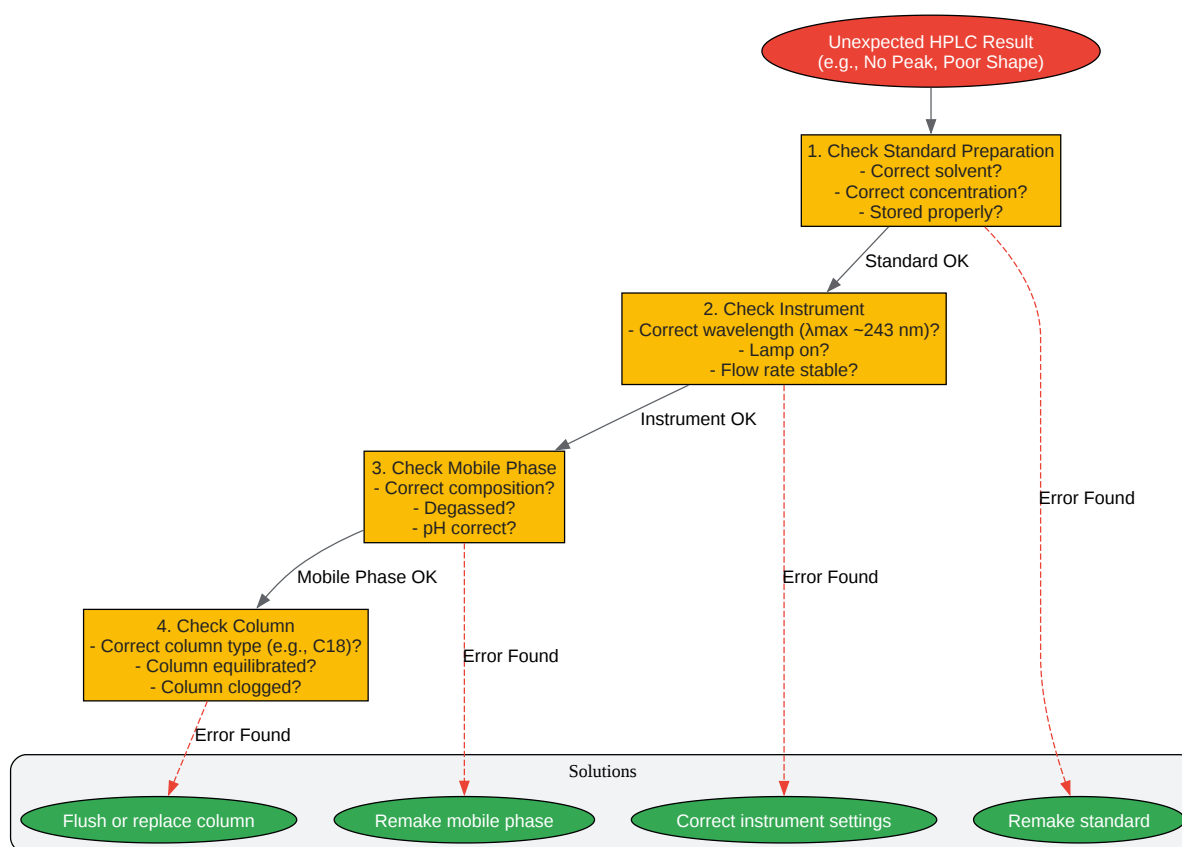 Unexpected HPLC Result
(e.g., No Peak, Poor Shape)
1. Check Standard Preparation
- Correct solvent?
- Correct concentration?
- Stored properly?
Standard OK
2. Check Instrument
- Correct wavelength (λmax ~243 nm)?
- Lamp on?
- Flow rate stable?
Instrument OK
3. Check Mobile Phase
- Correct composition?
- Degassed?
- pH correct?
Error Found
Mobile Phase OK
Error Found
4. Check Column
- Correct column type (e.g., C18)?
- Column equilibrated?
- Column clogged?
Error Found
Error Found
Solutions
Flush or replace column
Remake mobile phase
Correct instrument settings
Remake standard